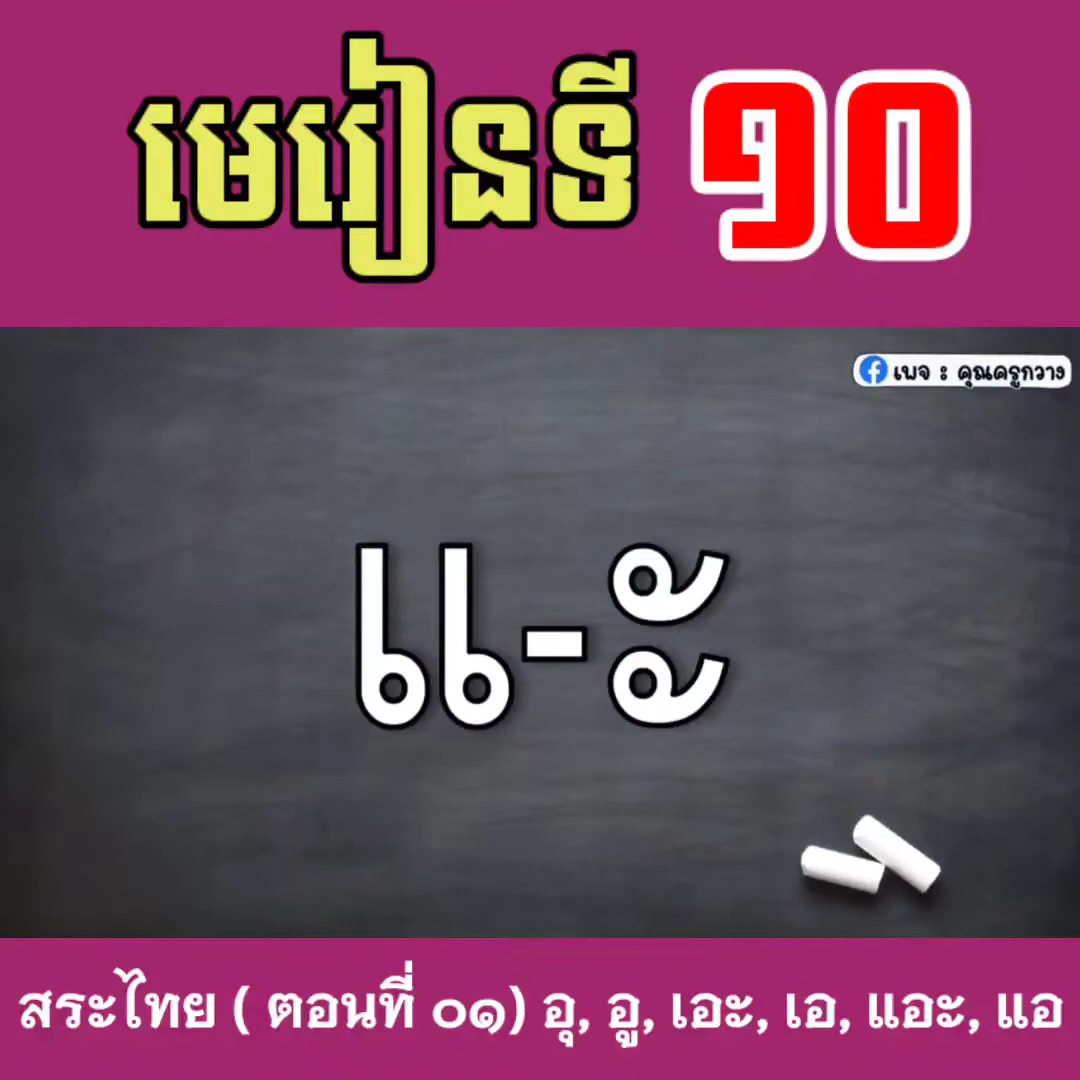 មេរៀនទី ១០
เพจ : คุณครูกวาง
แ-ะ
สระไทย ( ตอนที่ ๐๑) อุ, อู, เอะ, เอ, แอะ, แอ